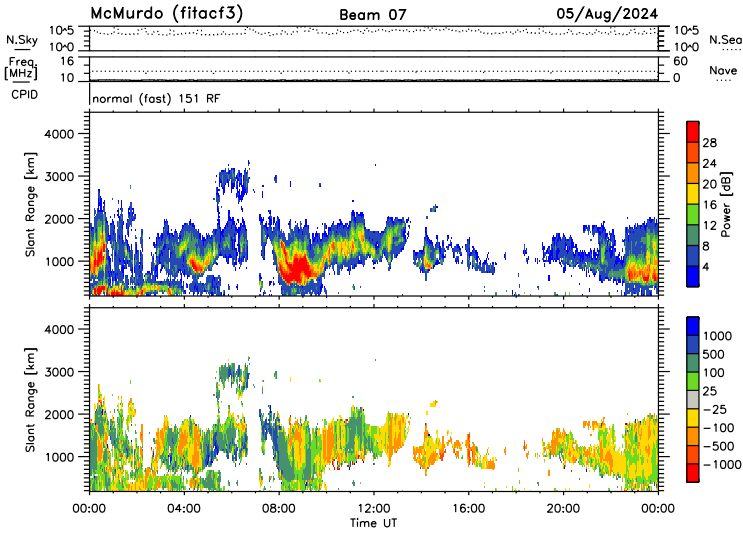 McMurdo (fitacf3) Beam 07 05/Aug/2024
N.Sky 10^5 10^0 10^5 10^0 N.Sea
Freq. [MHz] 16 10 60 0 Nave
CPID normal (fast) 151 RF
Slant Range [km] 4000 3000 2000 1000
28 24 20 16 12 8 4 Power [dB]
Slant Range [km] 4000 3000 2000 1000
1000 500 100 25 -25 -100 -500 -1000
00:00 04:00 08:00 12:00 16:00 20:00 00:00
Time UT